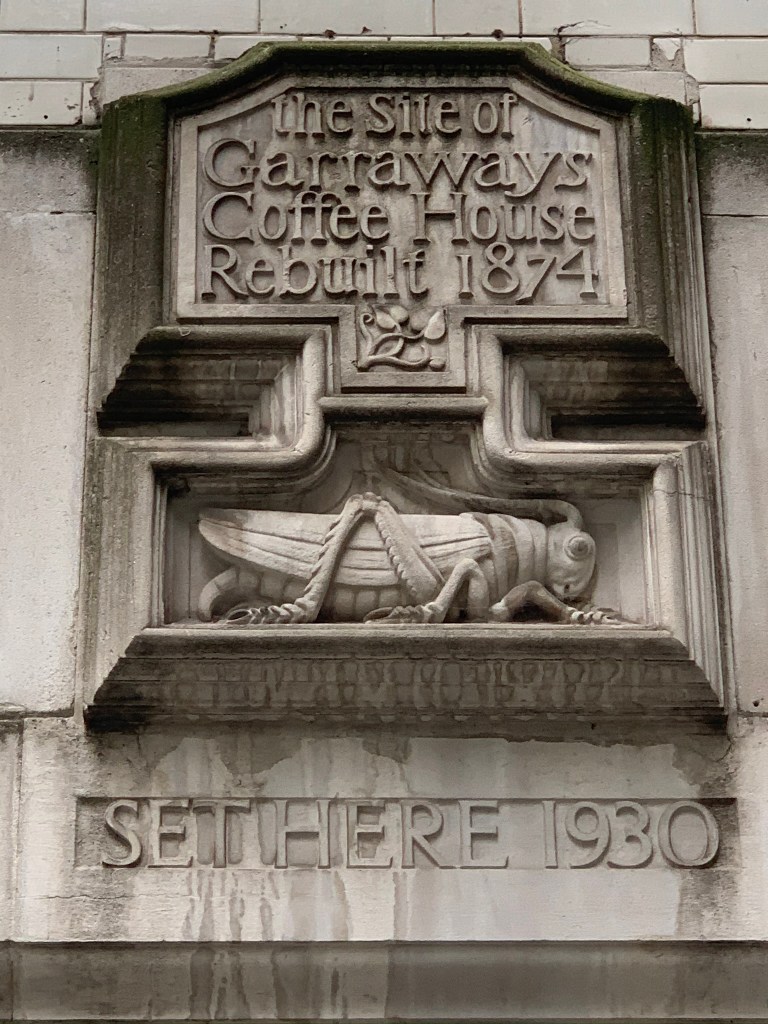 the Site of
Garraways
Coffee House
Rebuilt 1874
SET HERE 1930